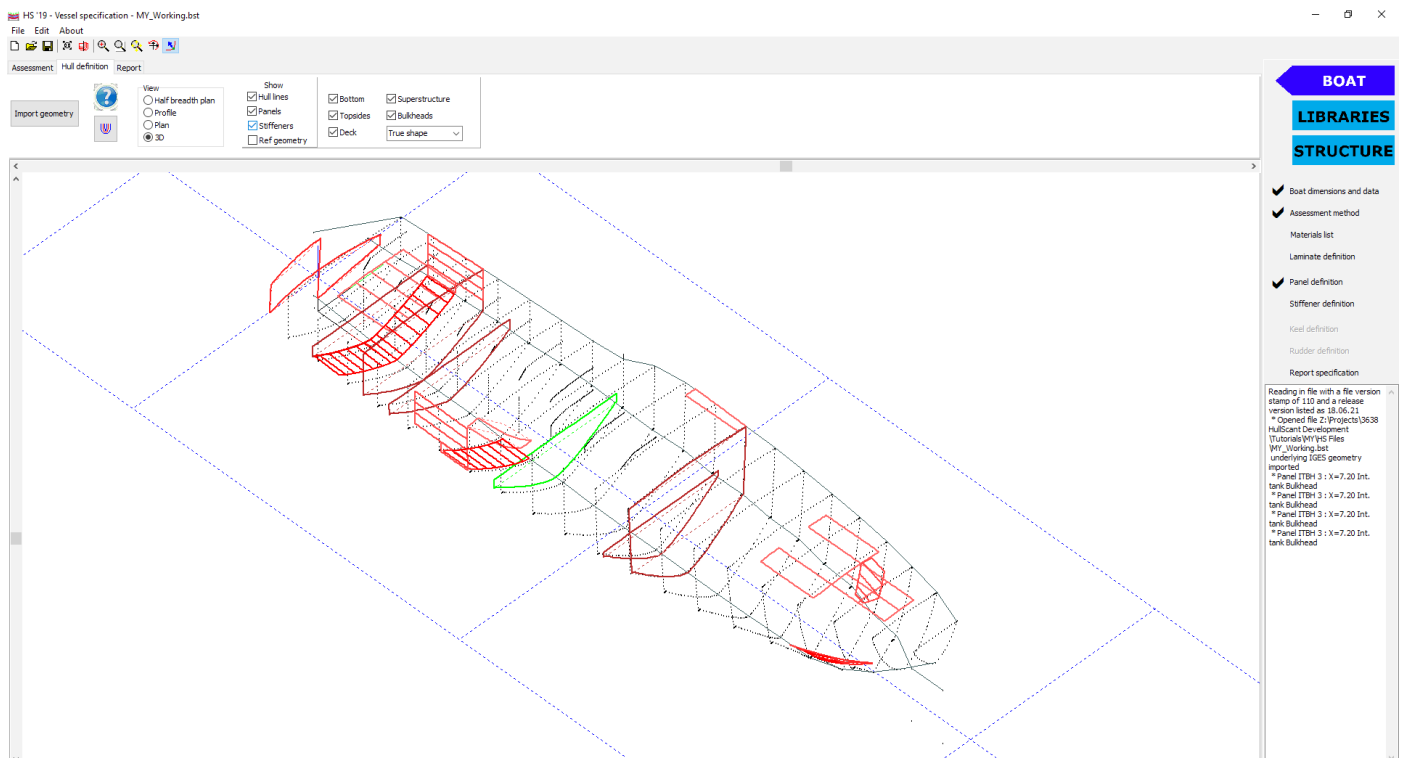 HS '19 - Vessel specification - MY_Working.bst
File Edit About
Assessment Hull definition Report
Import geometry
?
View
Half breadth plan
Profile
Plan
3D
Show
Hull lines
Panels
Stiffeners
Ref geometry
Bottom
Topsides
Deck
Superstructure
Bulkheads
True shape
BOAT
LIBRARIES
STRUCTURE
Boat dimensions and data
Assessment method
Materials list
Laminate definition
Panel definition
Stiffener definition
Keel definition
Rudder definition
Report specification
Reading in file with a file version
stamp of 110 and a release
version listed as 18.06.21
* Opened file Z:\Projects\3638
HullScant Development
\Tutorials\MY\HS Files
\MY_Working.bst
underlying IGES geometry
imported
* Panel ITBH 3 : X=7.20 Int.
tank Bulkhead
* Panel ITBH 3 : X=7.20 Int.
tank Bulkhead
* Panel ITBH 3 : X=7.20 Int.
tank Bulkhead
* Panel ITBH 3 : X=7.20 Int.
tank Bulkhead